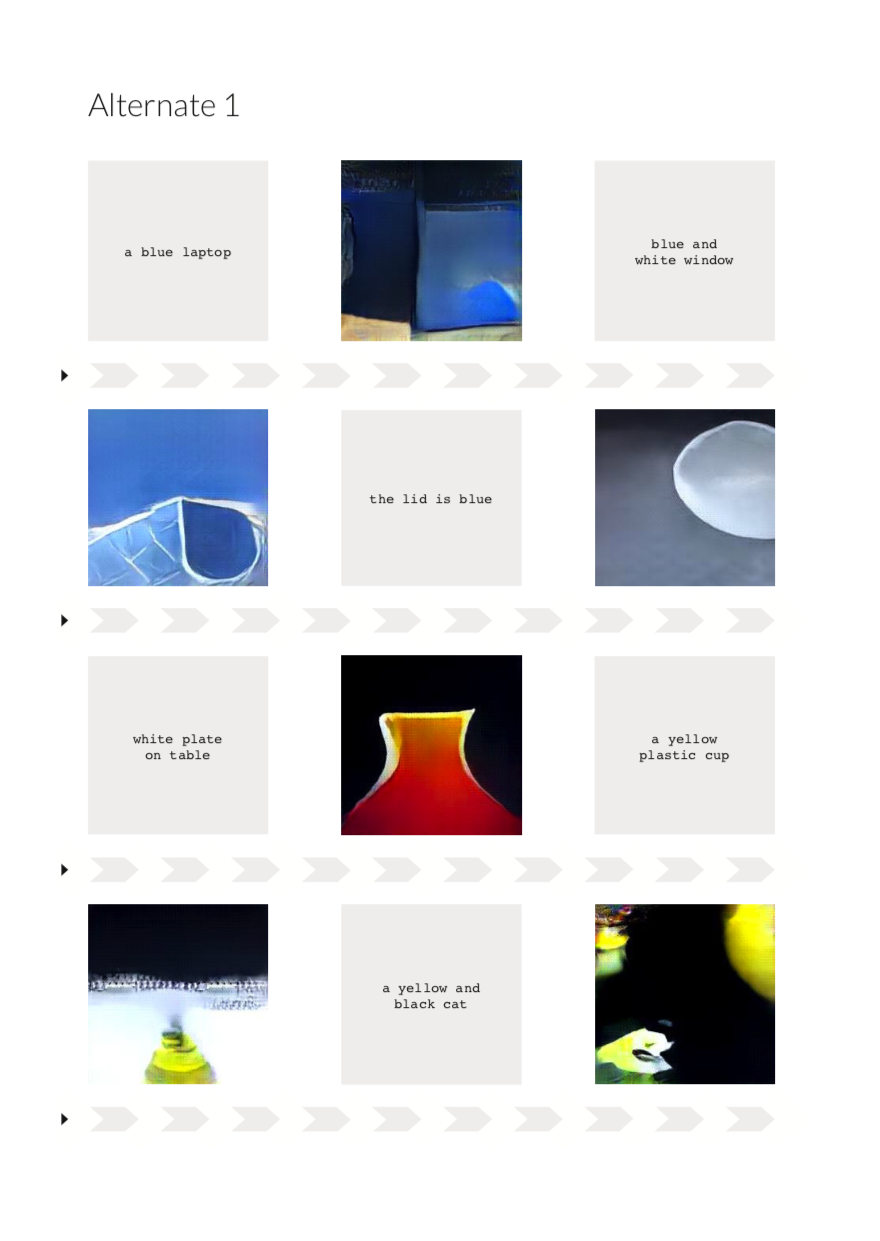 Alternate 1
a blue laptop
blue and
white window
the lid is blue
white plate
on table
a yellow
plastic cup
a yellow and
black cat